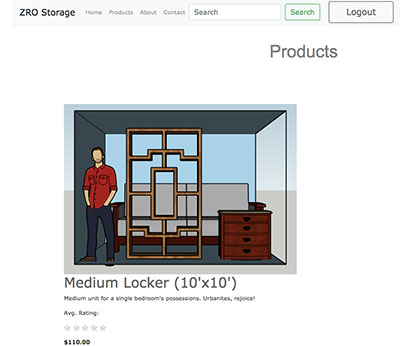 ZRO Storage Home Products About Contact Search Search Logout
Products
Medium Locker (10'x10')
Medium unit for a single bedroom's possessions. Urbanites, rejoice!
Avg. Rating:
$110.00